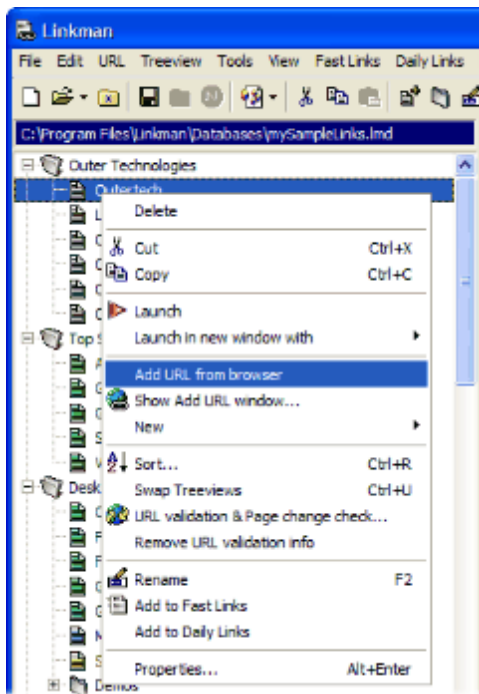 Linkman
File Edit URL Treeview Tools View Fast Links Daily Links
C:\Program Files\Linkman\Databases\mySampleLinks.lmd
Outer Technologies
Outertech
Delete
Cut Ctrl+X
Copy Ctrl+C
Launch
Launch in new window with
Top
Add URL from browser
Show Add URL window...
New
Sort... Ctrl+R
Desk
Swap Treeviews Ctrl+U
URL validation & Page change check...
Remove URL validation info
Rename F2
Add to Fast Links
Add to Daily Links
Properties... Alt+Enter
Demos